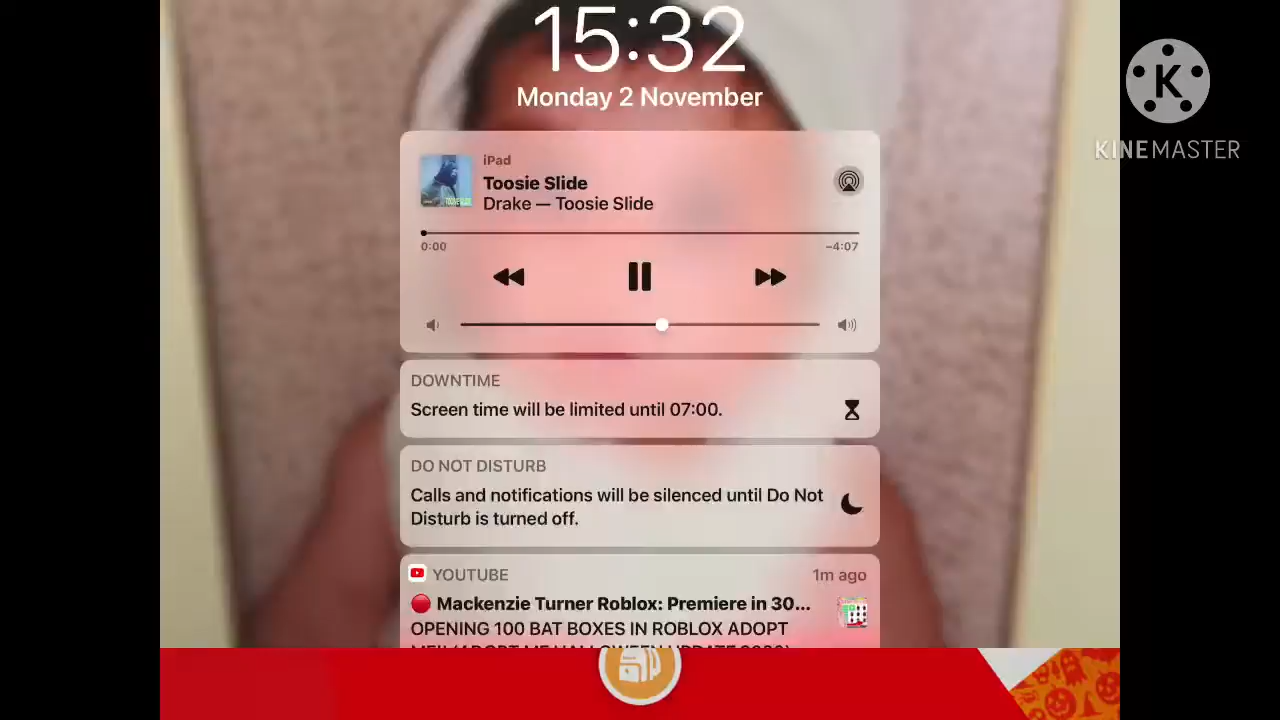 15:32
Monday 2 November
K
KINEMASTER
iPad
Toosie Slide
Drake — Toosie Slide
0:00
-4:07
DOWNTIME
Screen time will be limited until 07:00.
DO NOT DISTURB
Calls and notifications will be silenced until Do Not
Disturb is turned off.
YOUTUBE
1m ago
Mackenzie Turner Roblox: Premiere in 30...
OPENING 100 BAT BOXES IN ROBLOX ADOPT